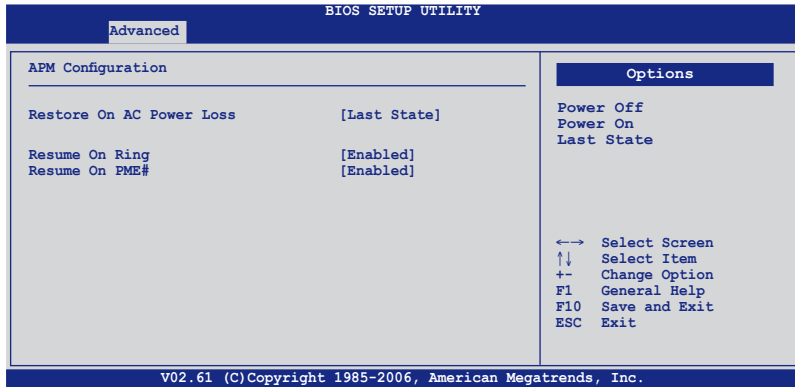 BIOS SETUP UTILITY
Advanced
APM Configuration
Restore On AC Power Loss [Last State]
Resume On Ring [Enabled]
Resume On PME# [Enabled]
Options
Power Off
Power On
Last State
←→ Select Screen
↑↓ Select Item
+- Change Option
F1 General Help
F10 Save and Exit
ESC Exit
V02.61 (C)Copyright 1985-2006, American Megatrends, Inc.